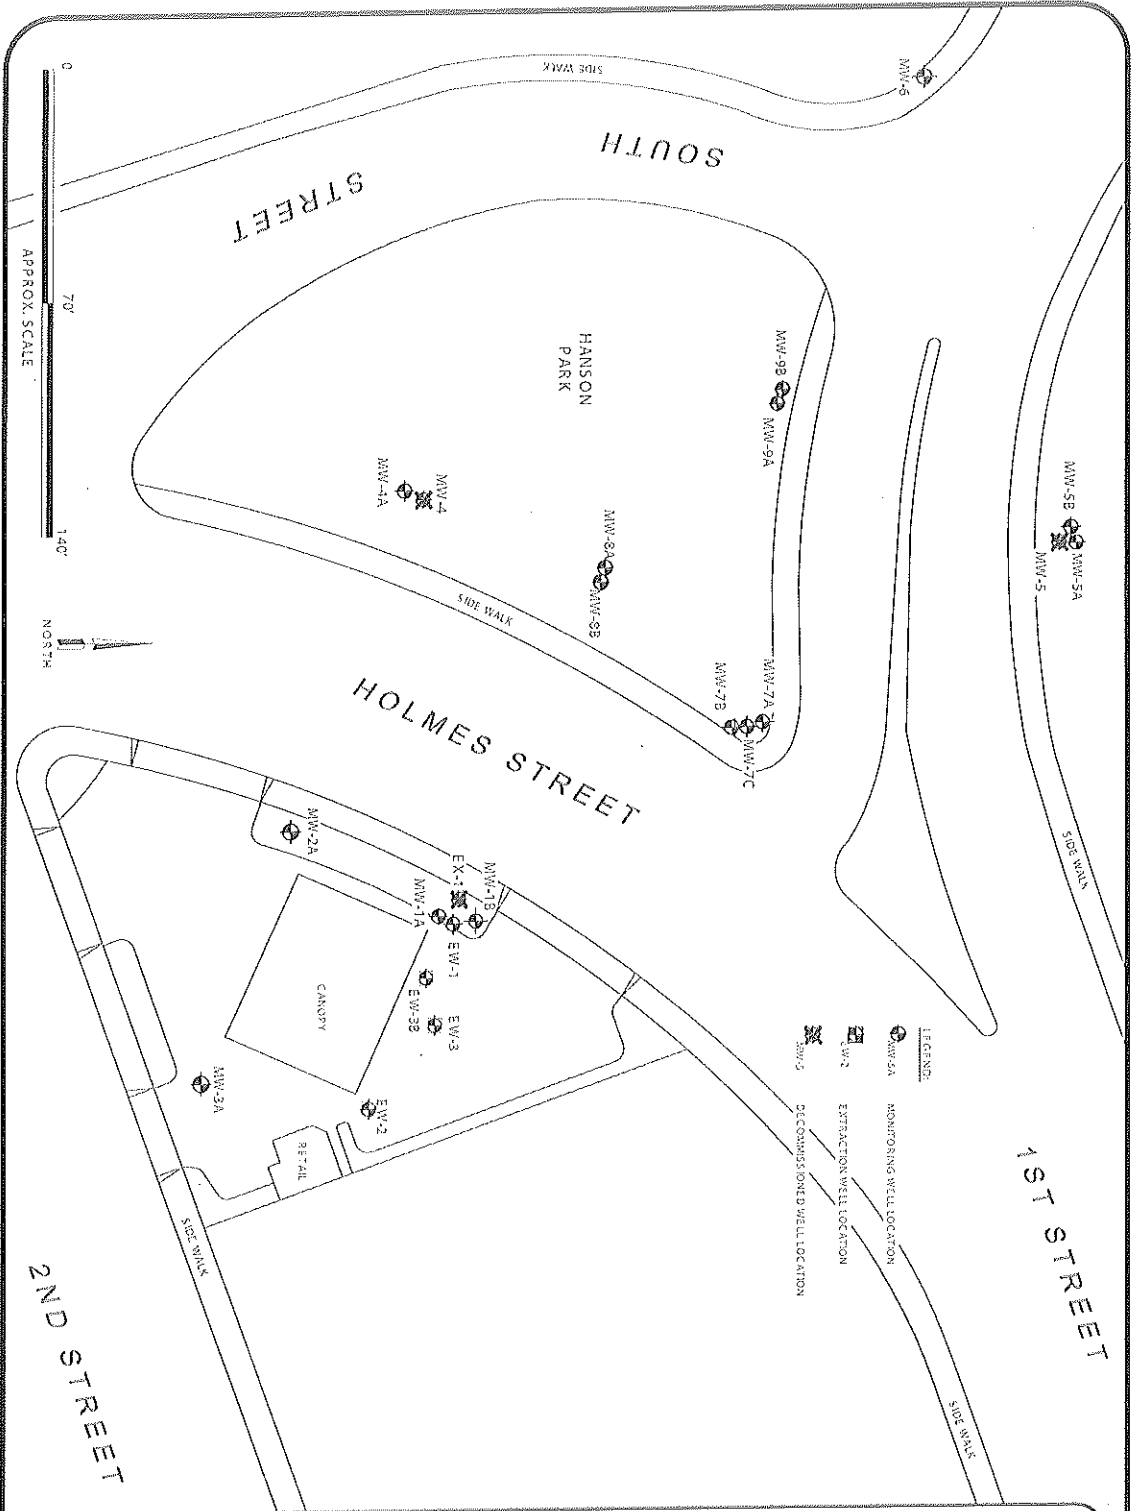 SIDE WALK
MW-6
SOUTH
STREET
0
70'
140'
APPROX. SCALE
NORTH
HANSON
PARK
MW-9B
MW-9A
MW-4A
MW-4
MW-8A
MW-8B
SIDE WALK
MW-5B
MW-5A
MW-5
SIDE WALK
MW-7B
MW-7A
MW-7C
HOLMES STREET
MW-2A
EX-1
MW-1B
MW-1A
EW-1
EW-3B
EW-3
CANOPY
MW-3A
EW-2
RETAIL
SIDE WALK
LEGEND:
MW-5A MONITORING WELL LOCATION
EW-2 EXTRACTION WELL LOCATION
MW-5 DECOMMISSIONED WELL LOCATION
1ST STREET
SIDE WALK
2ND STREET